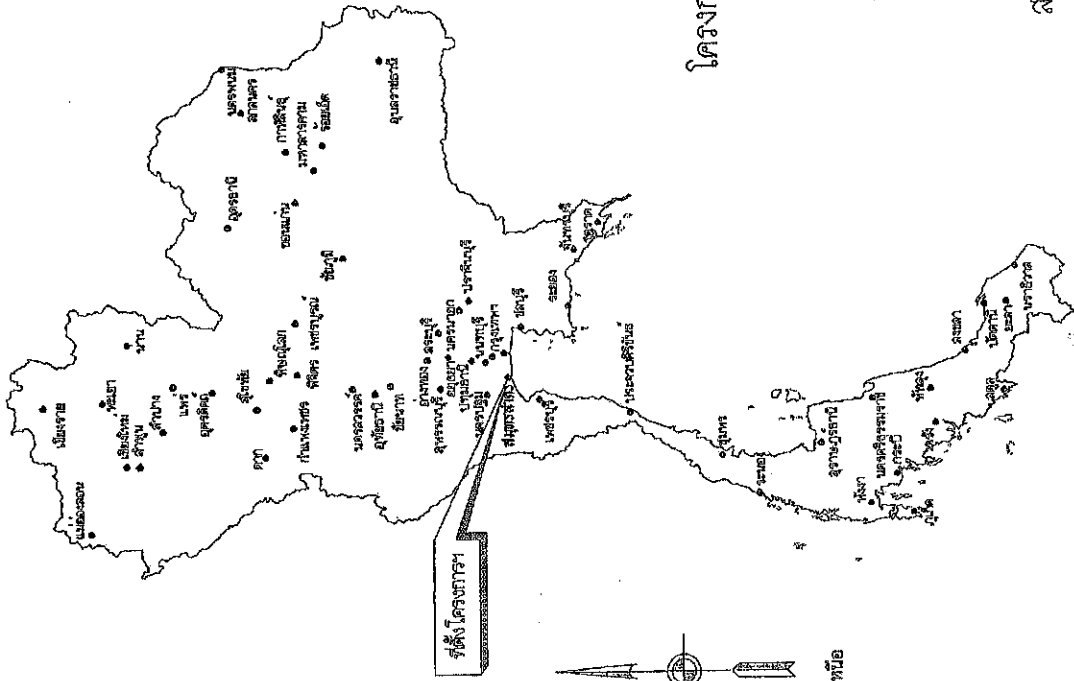 เชียงราย
แม่ฮ่องสอน
พะเยา
เชียงใหม่
น่าน
ลำพูน
ลำปาง
แพร่
อุตรดิตถ์
นครพนม
สกลนคร
อุดรธานี
สุโขทัย
ตาก
พิษณุโลก
กาฬสินธุ์
ขอนแก่น
กำแพงเพชร
พิจิตร
เพชรบูรณ์
มหาสารคาม
ร้อยเอ็ด
ชัยภูมิ
นครสวรรค์
อุทัยธานี
ชัยนาท
อุบลราชธานี
อ่างทอง
สระบุรี
สุพรรณบุรี
อยุธยา
นครนายก
ปราจีนบุรี
ปทุมธานี
นครปฐม
นนทบุรี
กรุงเทพฯ
สมุทรสาคร
ชลบุรี
ที่ตั้งโครงการฯ
เพชรบุรี
ระยอง
จันทบุรี
ตราด
ประจวบคีรีขันธ์
ชุมพร
ระนอง
สุราษฎร์ธานี
พังงา
นครศรีธรรมราช
กระบี่
ภูเก็ต
ตรัง
พัทลุง
สงขลา
สตูล
ปัตตานี
ยะลา
นราธิวาส